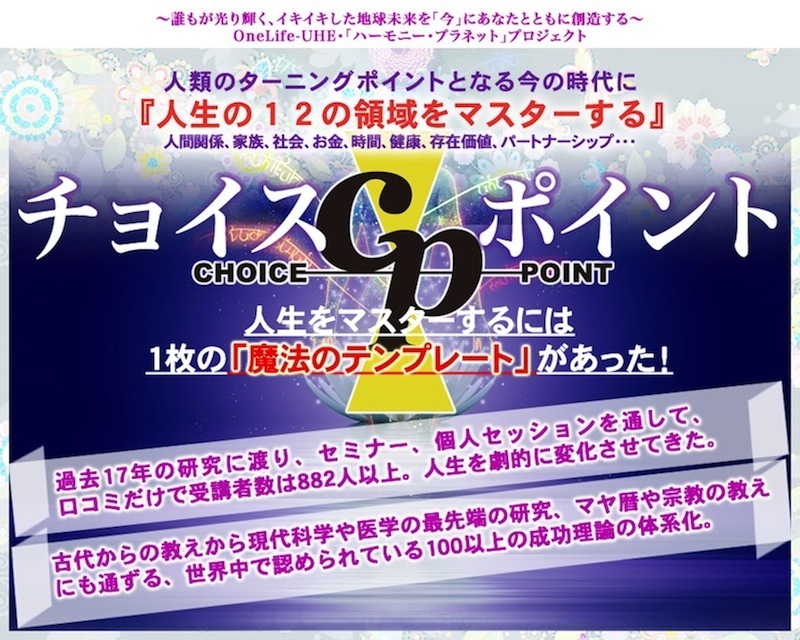 ～誰もが光り輝く、イキイキした地球未来を「今」にあなたとともに創造する～
OneLife-UHE・「ハーモニー・プラネット」プロジェクト
人類のターニングポイントとなる今の時代に
『人生の１２の領域をマスターする』
人間関係、家族、社会、お金、時間、健康、存在価値、パートナーシップ・・・
チョイス cp ポイント
CHOICE POINT
人生をマスターするには
1枚の「魔法のテンプレート」があった！
過去17年の研究に渡り、セミナー、個人セッションを通して、
口コミだけで受講者数は882人以上。人生を劇的に変化させてきた。
古代からの教えから現代科学や医学の最先端の研究、マヤ暦や宗教の教え
にも通ずる、世界中で認められている100以上の成功理論の体系化。